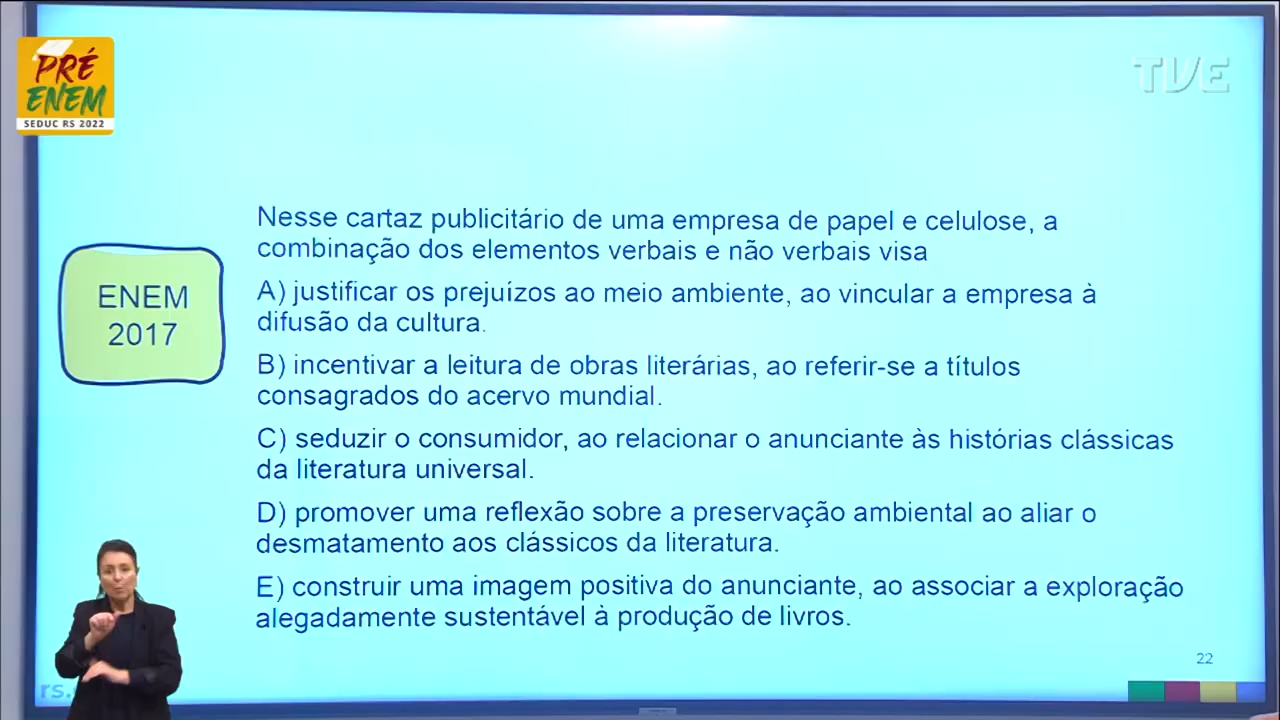 PRÉ
ENEM
SEDUC RS 2022
TVE
Nesse cartaz publicitário de uma empresa de papel e celulose, a
combinação dos elementos verbais e não verbais visa
A) justificar os prejuízos ao meio ambiente, ao vincular a empresa à
difusão da cultura.
ENEM
2017
B) incentivar a leitura de obras literárias, ao referir-se a títulos
consagrados do acervo mundial.
C) seduzir o consumidor, ao relacionar o anunciante às histórias clássicas
da literatura universal.
D) promover uma reflexão sobre a preservação ambiental ao aliar o
desmatamento aos clássicos da literatura.
E) construir uma imagem positiva do anunciante, ao associar a exploração
alegadamente sustentável à produção de livros.
22
rs.